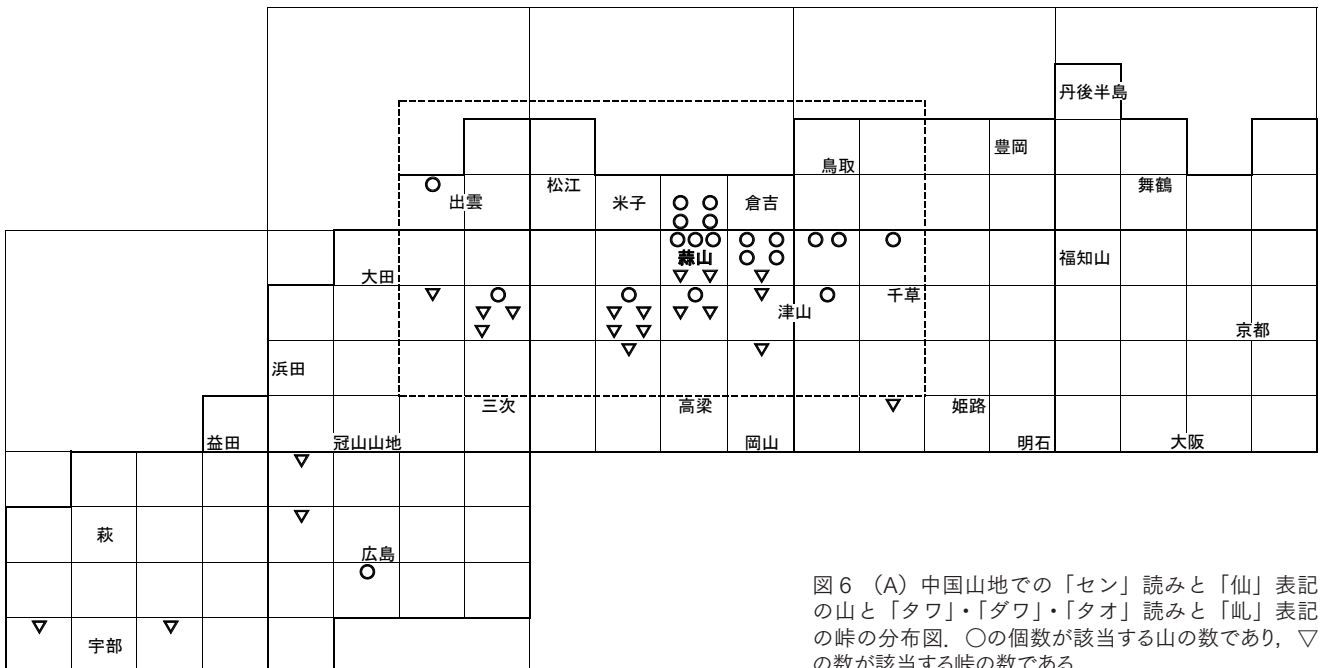 丹後半島
豊岡
鳥取
出雲
松江
米子
倉吉
舞鶴
大田
蒜山
福知山
津山
千草
京都
浜田
三次
高梁
姫路
益田
冠山山地
岡山
明石
大阪
萩
広島
宇部
図6 (A)中国山地での「セン」読みと「仙」表記
の山と「タワ」・「ダワ」・「タオ」読みと「乢」表記
の峠の分布図.○の個数が該当する山の数であり,▽
の数が該当する峠の数である